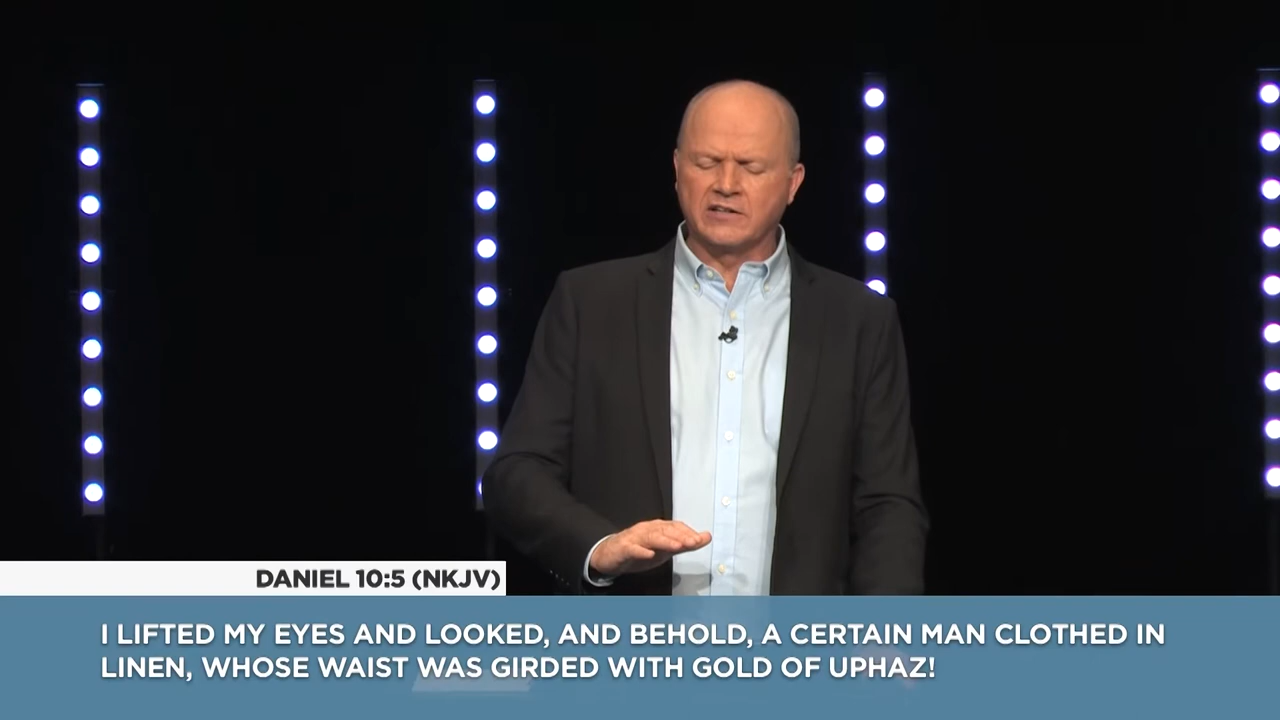 DANIEL 10:5 (NKJV)
I LIFTED MY EYES AND LOOKED, AND BEHOLD, A CERTAIN MAN CLOTHED IN
LINEN, WHOSE WAIST WAS GIRDED WITH GOLD OF UPHAZ!